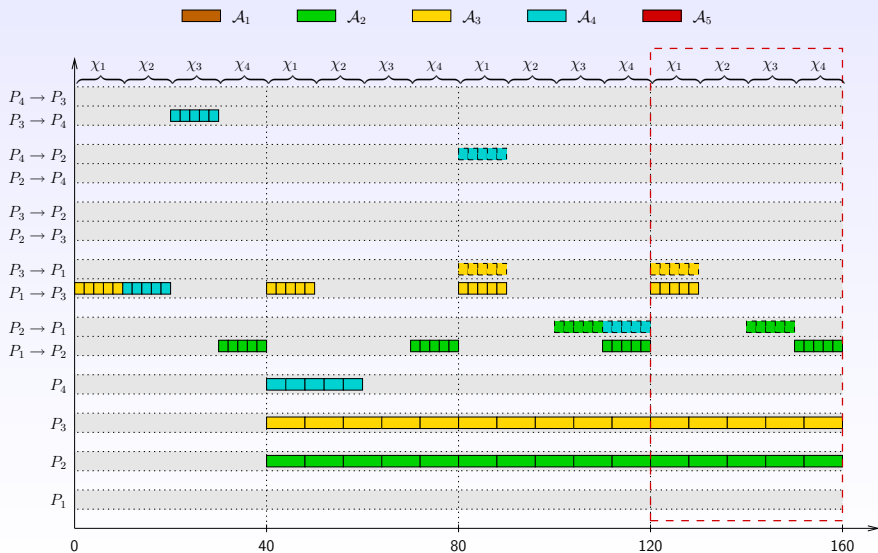 𝒜₁ 𝒜₂ 𝒜₃ 𝒜₄ 𝒜₅
χ₁ χ₂ χ₃ χ₄ χ₁ χ₂ χ₃ χ₄ χ₁ χ₂ χ₃ χ₄ χ₁ χ₂ χ₃ χ₄
P₄ → P₃
P₃ → P₄
P₄ → P₂
P₂ → P₄
P₃ → P₂
P₂ → P₃
P₃ → P₁
P₁ → P₃
P₂ → P₁
P₁ → P₂
P₄
P₃
P₂
P₁
0 40 80 120 160